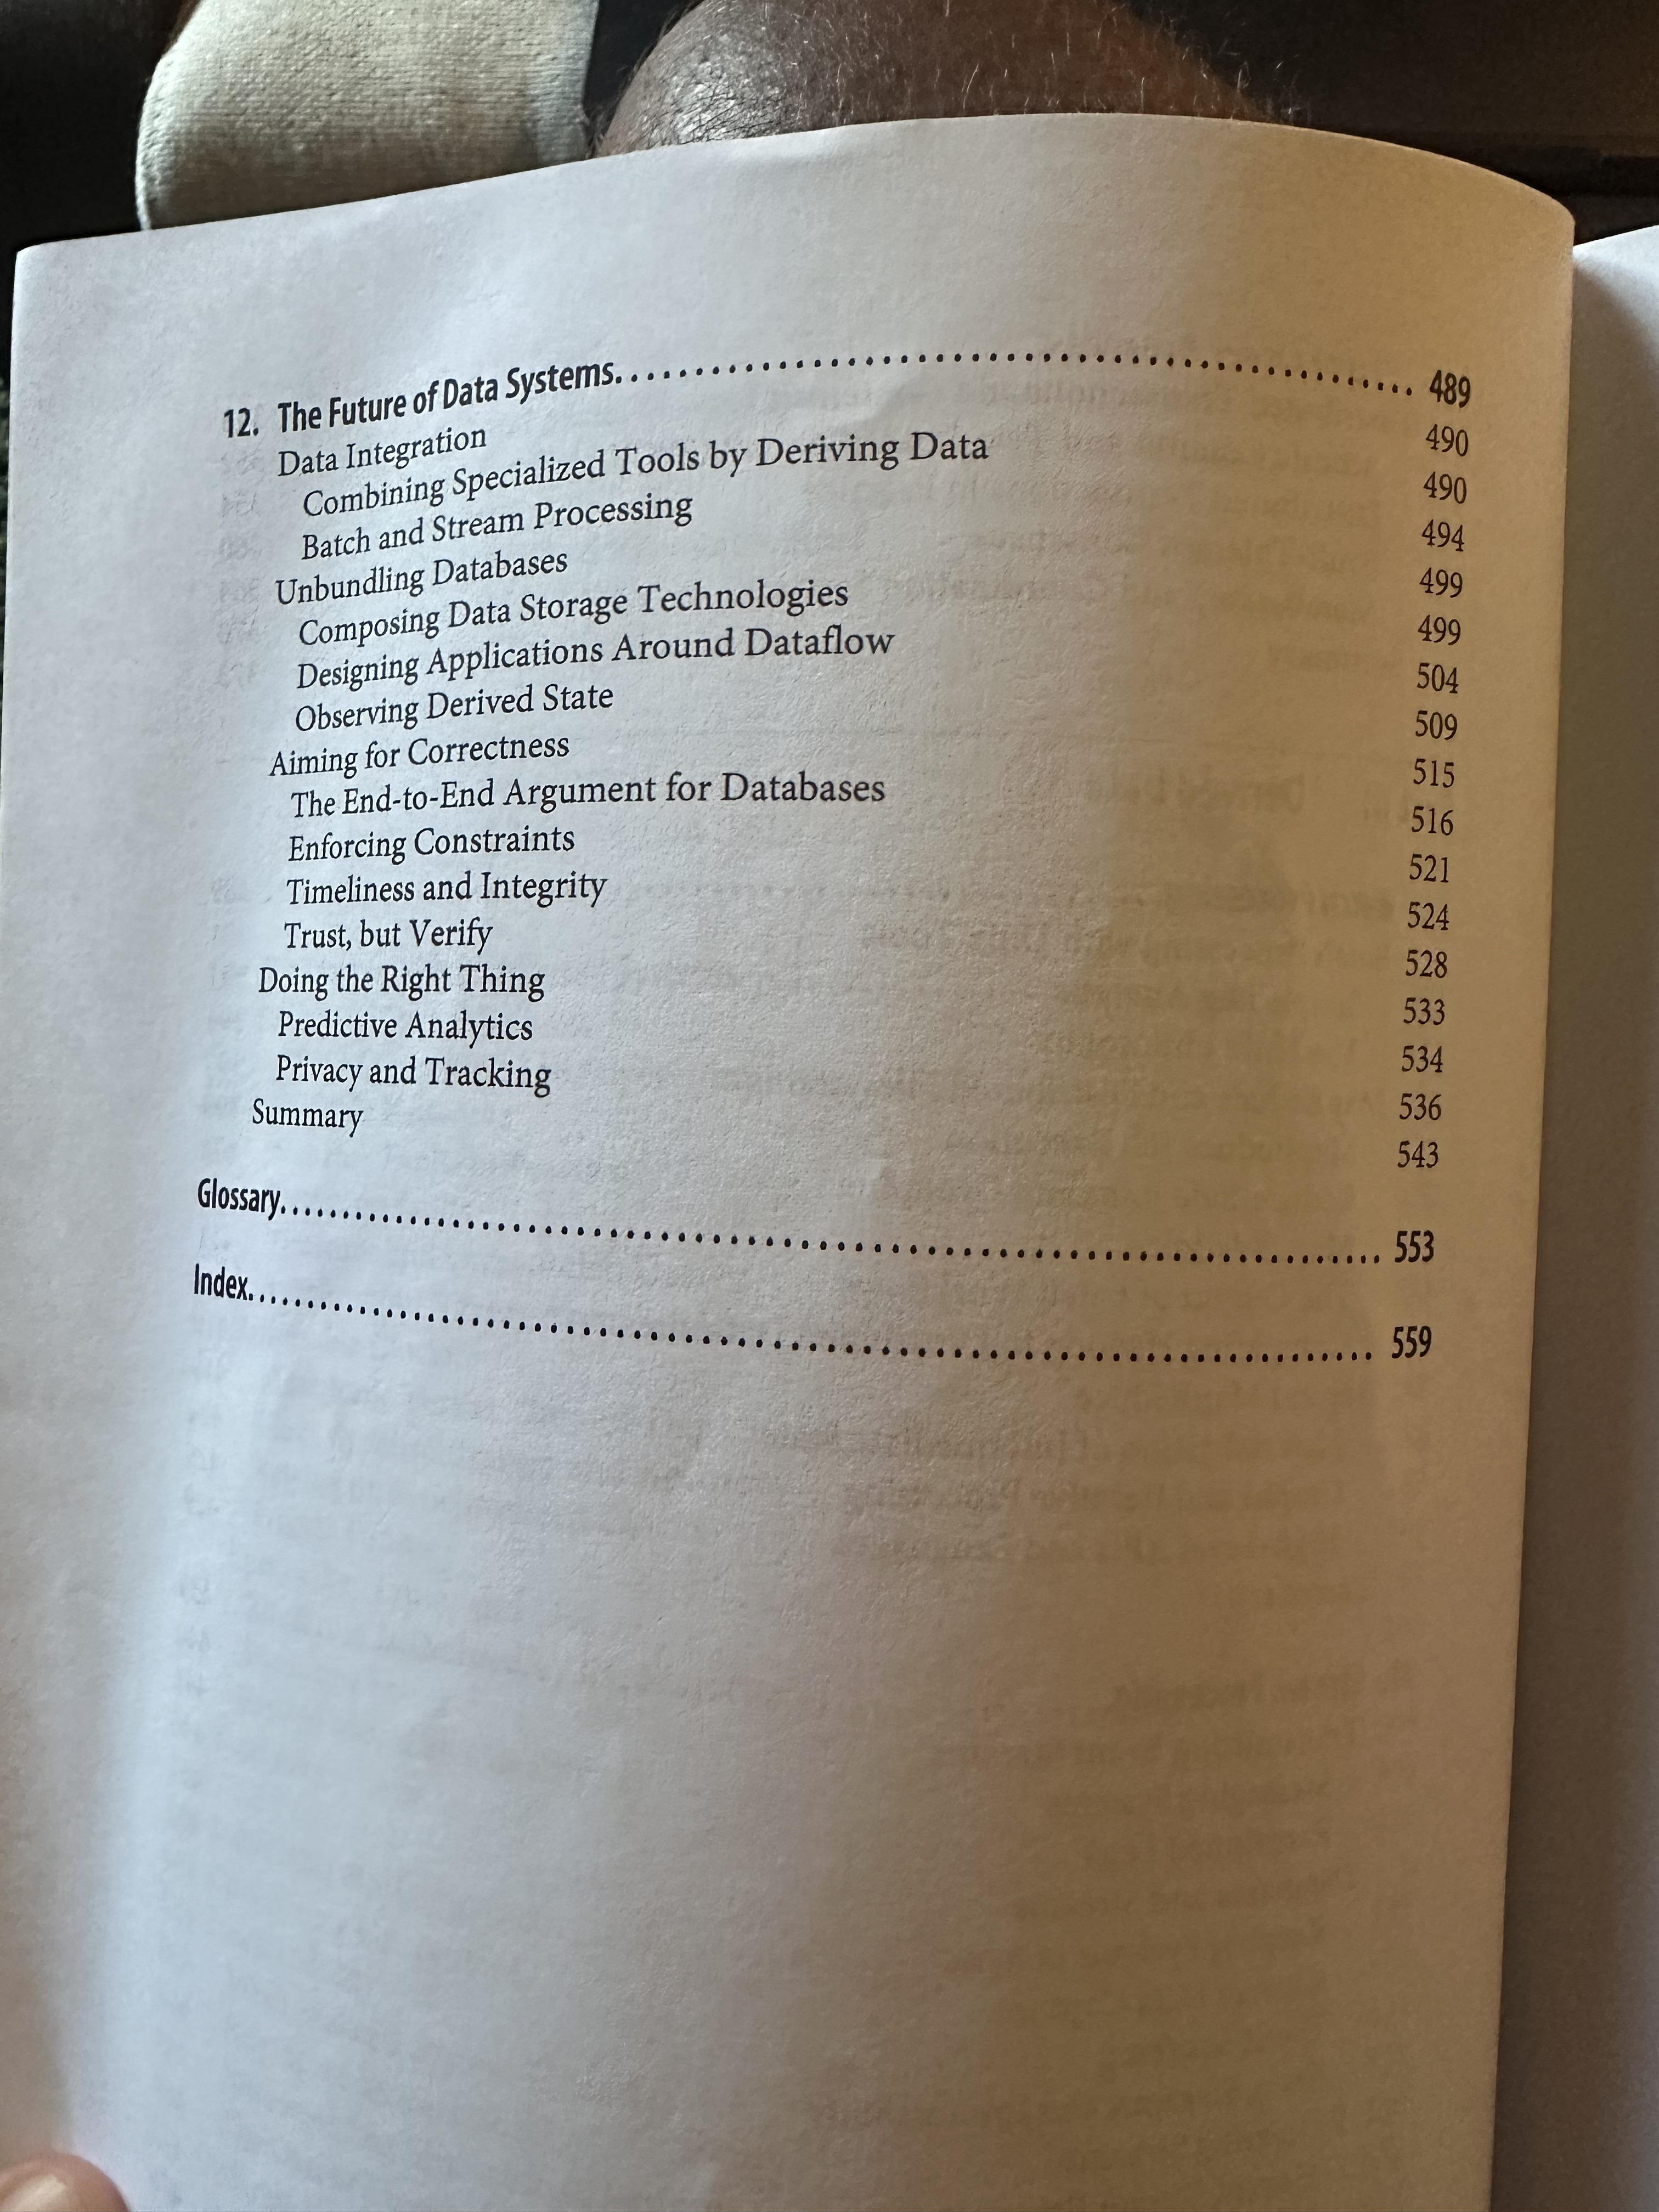 12. The Future of Data Systems. . . . . . . . . . . . . . . . . . . . . . . . . . . . . . . . . . . . . . . . . . . . 489
Data Integration 490
Combining Specialized Tools by Deriving Data 490
Batch and Stream Processing 494
Unbundling Databases 499
Composing Data Storage Technologies 499
Designing Applications Around Dataflow 504
Observing Derived State 509
Aiming for Correctness 515
The End-to-End Argument for Databases 516
Enforcing Constraints 521
Timeliness and Integrity 524
Trust, but Verify 528
Doing the Right Thing 533
Predictive Analytics 534
Privacy and Tracking 536
Summary 543
Glossary. . . . . . . . . . . . . . . . . . . . . . . . . . . . . . . . . . . . . . . . . . . . . . . . . . . . . . . . 553
Index. . . . . . . . . . . . . . . . . . . . . . . . . . . . . . . . . . . . . . . . . . . . . . . . . . . . . . . . . . 559